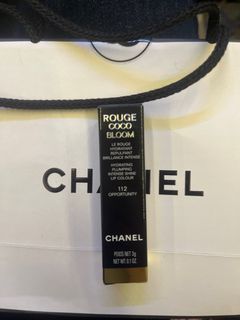 ROUGE
COCO
BLOOM
LE ROUGE
HYDRATANT
REPULPANT
BRILLANCE INTENSE
HYDRATING
PLUMPING
INTENSE SHINE
LIP COLOUR
112
OPPORTUNITY
CHANEL
CHANEL
POIDS NET 3g
NET WT. 0.1 OZ.